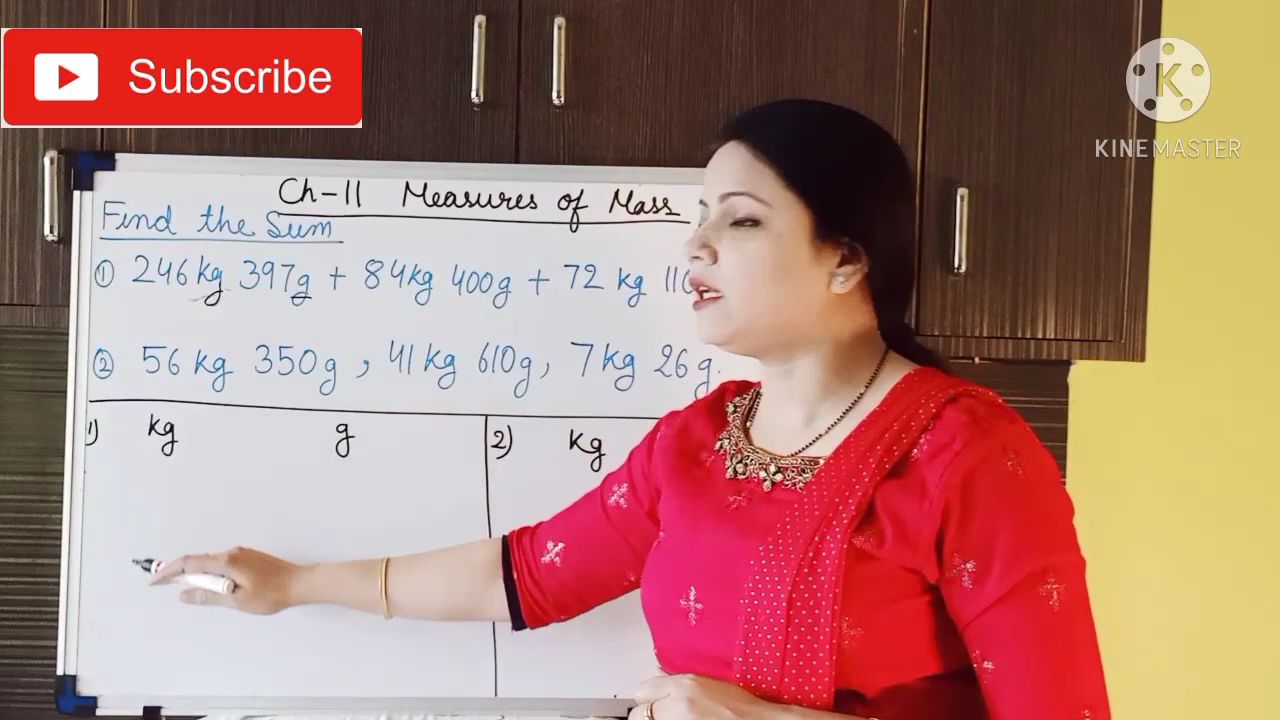 Subscribe
K
KINEMASTER
Ch-11 Measures of Mass
Find the Sum
① 246 kg 397g + 84kg 400g + 72 kg
② 56 kg 350g, 41 kg 610g, 7 kg 26 g.
1) kg g
2) kg